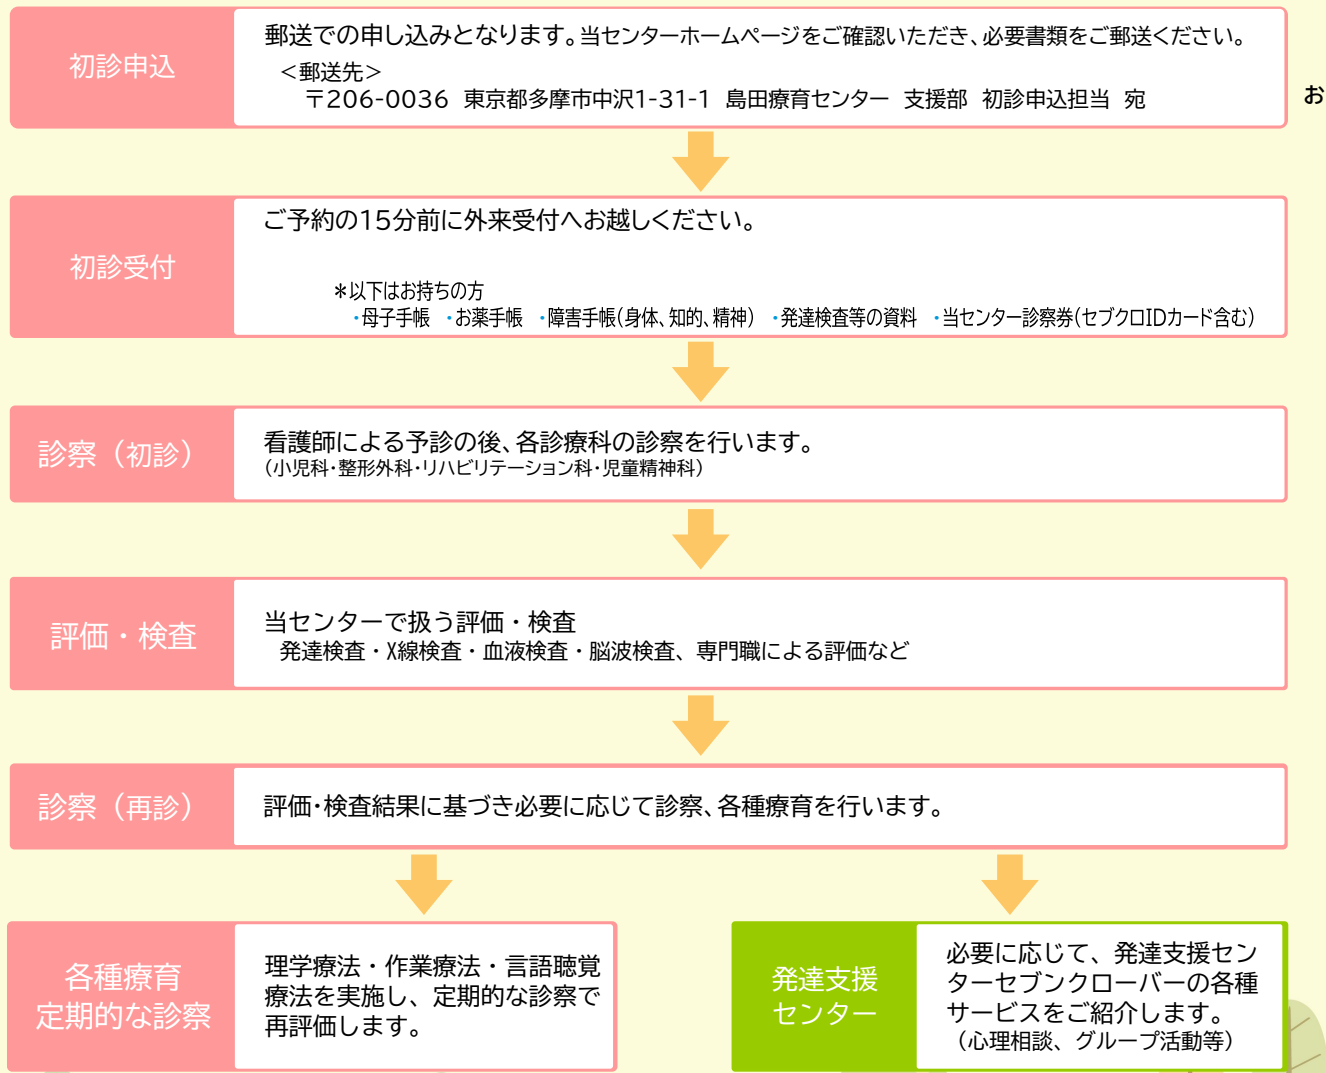 初診申込
郵送での申し込みとなります。当センターホームページをご確認いただき、必要書類をご郵送ください。
<郵送先>
〒206-0036 東京都多摩市中沢1-31-1 島田療育センター 支援部 初診申込担当 宛
お
初診受付
ご予約の15分前に外来受付へお越しください。
*以下はお持ちの方
・母子手帳 ・お薬手帳 ・障害手帳(身体、知的、精神) ・発達検査等の資料 ・当センター診察券(セブクロIDカード含む)
診察（初診）
看護師による予診の後、各診療科の診察を行います。
(小児科・整形外科・リハビリテーション科・児童精神科)
評価・検査
当センターで扱う評価・検査
発達検査・X線検査・血液検査・脳波検査、専門職による評価など
診察（再診）
評価・検査結果に基づき必要に応じて診察、各種療育を行います。
各種療育
定期的な診察
理学療法・作業療法・言語聴覚
療法を実施し、定期的な診察で
再評価します。
発達支援
センター
必要に応じて、発達支援セン
ターセブンクローバーの各種
サービスをご紹介します。
（心理相談、グループ活動等）